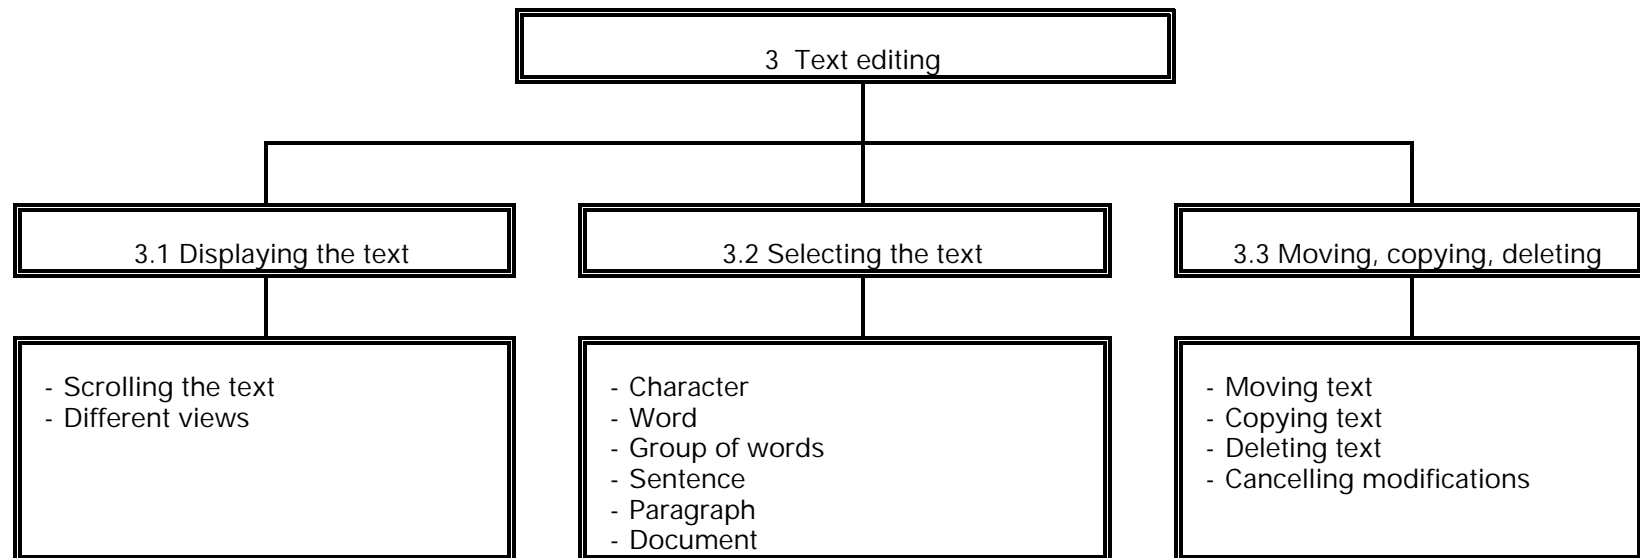 3 Text editing
3.1 Displaying the text
3.2 Selecting the text
3.3 Moving, copying, deleting
- Scrolling the text
- Different views
- Character
- Word
- Group of words
- Sentence
- Paragraph
- Document
- Moving text
- Copying text
- Deleting text
- Cancelling modifications